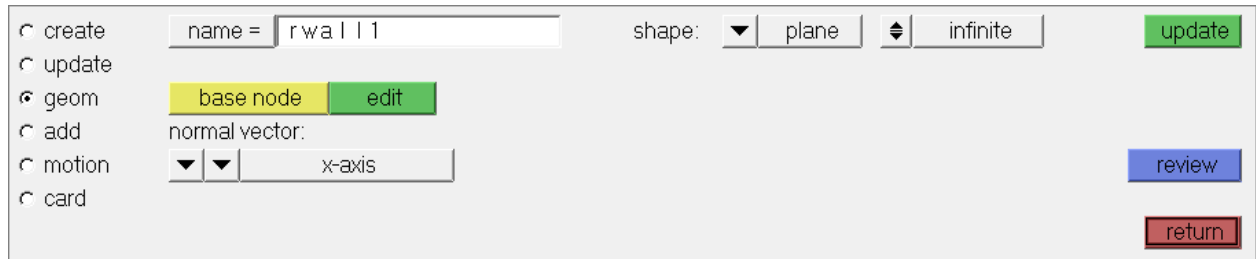 create name = rwall1 shape: plane infinite update
update
geom base node edit
add normal vector:
motion x-axis review
card
return